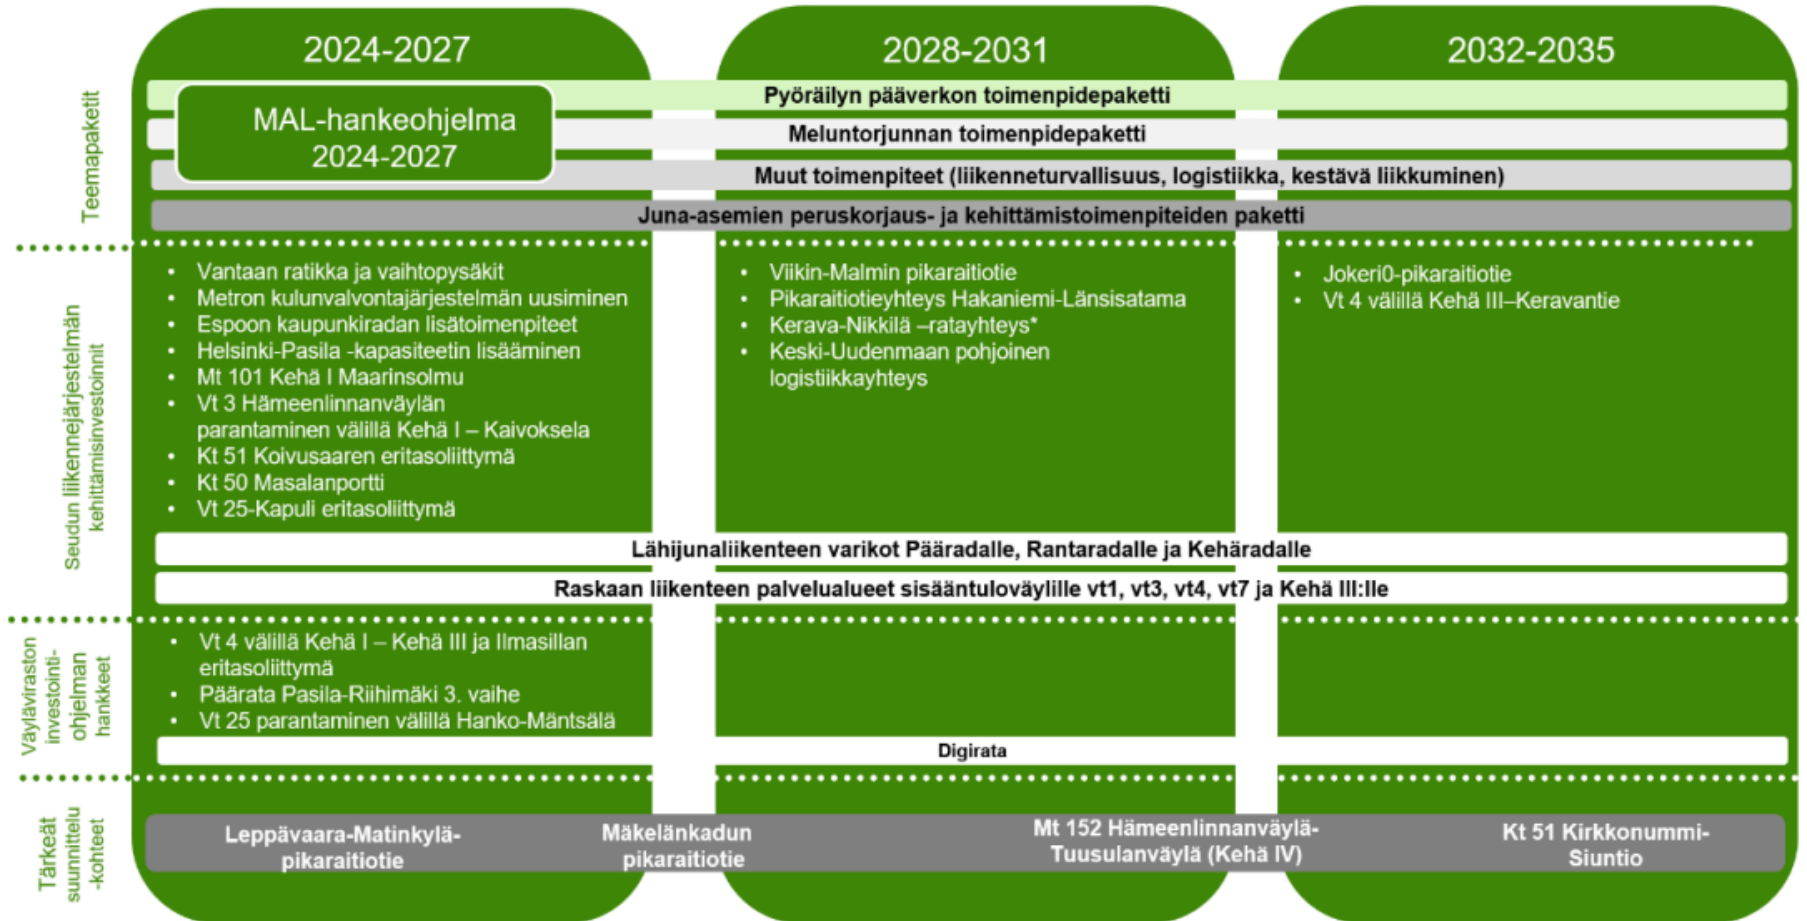 2024-2027
2028-2031
2032-2035
Teemapaketit
MAL-hankeohjelma
2024-2027
Pyöräilyn pääverkon toimenpidepaketti
Meluntorjunnan toimenpidepaketti
Muut toimenpiteet (liikenneturvallisuus, logistiikka, kestävä liikkuminen)
Juna-asemien peruskorjaus- ja kehittämistoimenpiteiden paketti
Seudun liikennejärjestelmän
kehittämisinvestoinnit
• Vantaan ratikka ja vaihtopysäkit
• Metron kulunvalvontajärjestelmän uusiminen
• Espoon kaupunkiradan lisätoimenpiteet
• Helsinki-Pasila -kapasiteetin lisääminen
• Mt 101 Kehä I Maarinsolmu
• Vt 3 Hämeenlinnanväylän
parantaminen välillä Kehä I – Kaivoksela
• Kt 51 Koivusaaren eritasoliittymä
• Kt 50 Masalanportti
• Vt 25-Kapuli eritasoliittymä
• Viikin-Malmin pikaraitiotie
• Pikaraitiotieyhteys Hakaniemi-Länsisatama
• Kerava-Nikkilä –ratayhteys*
• Keski-Uudenmaan pohjoinen
logistiikkayhteys
• Jokeri0-pikaraitiotie
• Vt 4 välillä Kehä III–Keravantie
Lähijunaliikenteen varikot Pääradalle, Rantaradalle ja Kehäradalle
Raskaan liikenteen palvelualueet sisääntuloväylille vt1, vt3, vt4, vt7 ja Kehä III:lle
Väyläviraston
investointi-
ohjelman
hankkeet
• Vt 4 välillä Kehä I – Kehä III ja Ilmasillan
eritasoliittymä
• Päärata Pasila-Riihimäki 3. vaihe
• Vt 25 parantaminen välillä Hanko-Mäntsälä
Digirata
Tärkeät
suunnittelu
-kohteet
Leppävaara-Matinkylä-
pikaraitiotie
Mäkelänkadun
pikaraitiotie
Mt 152 Hämeenlinnanväylä-
Tuusulanväylä (Kehä IV)
Kt 51 Kirkkonummi-
Siuntio